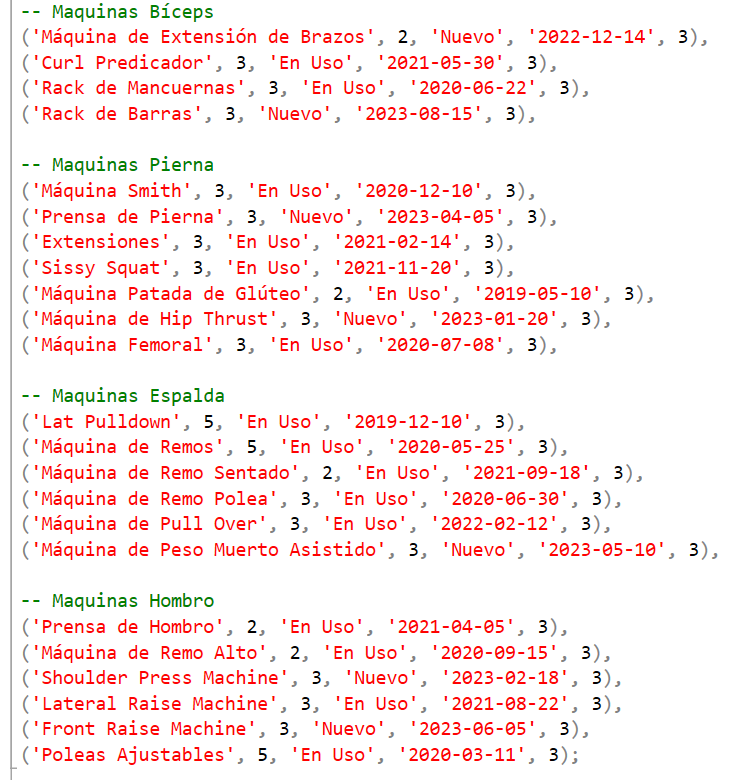 -- Maquinas Bíceps
('Máquina de Extensión de Brazos', 2, 'Nuevo', '2022-12-14', 3),
('Curl Predicador', 3, 'En Uso', '2021-05-30', 3),
('Rack de Mancuernas', 3, 'En Uso', '2020-06-22', 3),
('Rack de Barras', 3, 'Nuevo', '2023-08-15', 3),
-- Maquinas Pierna
('Máquina Smith', 3, 'En Uso', '2020-12-10', 3),
('Prensa de Pierna', 3, 'Nuevo', '2023-04-05', 3),
('Extensiones', 3, 'En Uso', '2021-02-14', 3),
('Sissy Squat', 3, 'En Uso', '2021-11-20', 3),
('Máquina Patada de Glúteo', 2, 'En Uso', '2019-05-10', 3),
('Máquina de Hip Thrust', 3, 'Nuevo', '2023-01-20', 3),
('Máquina Femoral', 3, 'En Uso', '2020-07-08', 3),
-- Maquinas Espalda
('Lat Pulldown', 5, 'En Uso', '2019-12-10', 3),
('Máquina de Remos', 5, 'En Uso', '2020-05-25', 3),
('Máquina de Remo Sentado', 2, 'En Uso', '2021-09-18', 3),
('Máquina de Remo Polea', 3, 'En Uso', '2020-06-30', 3),
('Máquina de Pull Over', 3, 'En Uso', '2022-02-12', 3),
('Máquina de Peso Muerto Asistido', 3, 'Nuevo', '2023-05-10', 3),
-- Maquinas Hombro
('Prensa de Hombro', 2, 'En Uso', '2021-04-05', 3),
('Máquina de Remo Alto', 2, 'En Uso', '2020-09-15', 3),
('Shoulder Press Machine', 3, 'Nuevo', '2023-02-18', 3),
('Lateral Raise Machine', 3, 'En Uso', '2021-08-22', 3),
('Front Raise Machine', 3, 'Nuevo', '2023-06-05', 3),
('Poleas Ajustables', 5, 'En Uso', '2020-03-11', 3);